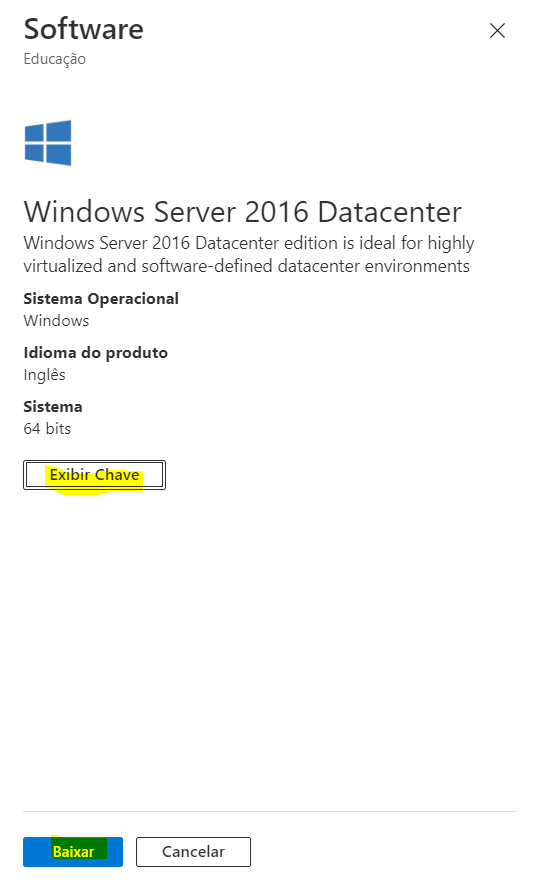 Software
Educação
Windows Server 2016 Datacenter
Windows Server 2016 Datacenter edition is ideal for highly
virtualized and software-defined datacenter environments
Sistema Operacional
Windows
Idioma do produto
Inglês
Sistema
64 bits
Exibir Chave
Baixar
Cancelar